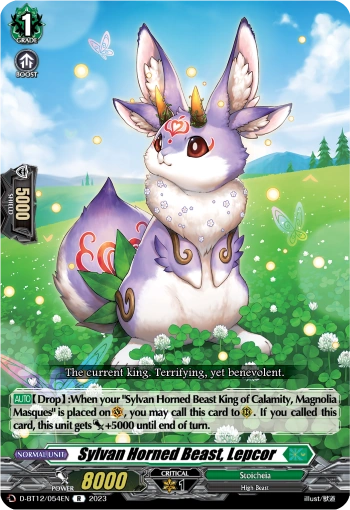 1
GRADE
BOOST
5000
SHIELD
The current king. Terrifying, yet benevolent.
AUTO【Drop】:When your "Sylvan Horned Beast King of Calamity, Magnolia
Masques" is placed on , you may call this card to . If you called this
card, this unit gets +5000 until end of turn.
NORMAL UNIT
Sylvan Horned Beast, Lepcor
POWER 8000
CRITICAL
1
Stoicheia
High Beast
D-BT12/054EN R 2023
illust/獣道